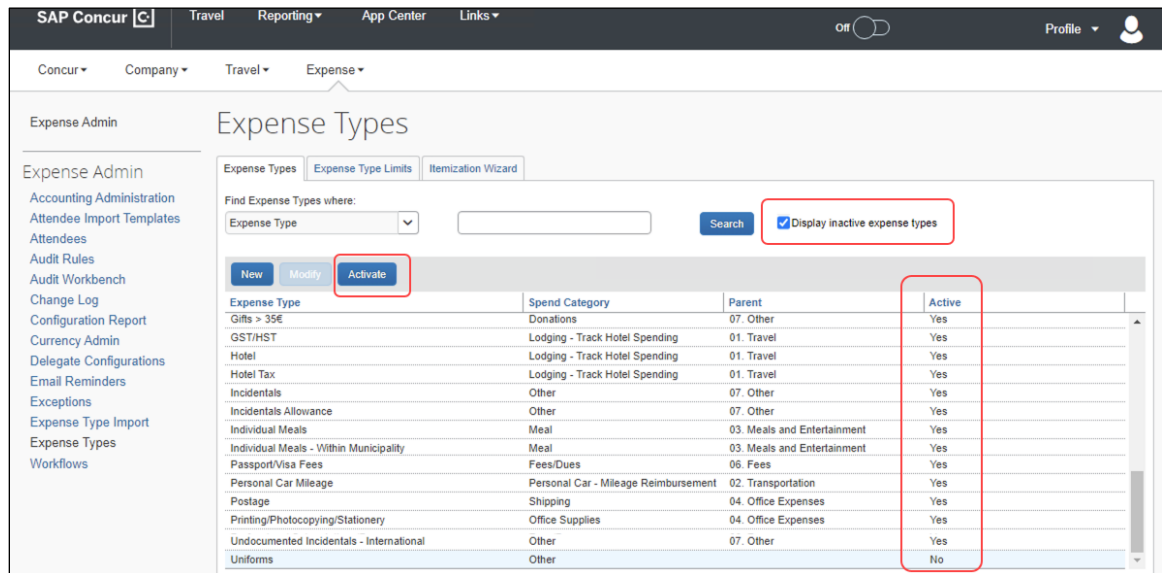 SAP Concur C Travel Reporting App Center Links Off Profile
Concur Company Travel Expense
Expense Admin
Expense Types
Expense Admin
Accounting Administration
Attendee Import Templates
Attendees
Audit Rules
Audit Workbench
Change Log
Configuration Report
Currency Admin
Delegate Configurations
Email Reminders
Exceptions
Expense Type Import
Expense Types
Workflows
Expense Types Expense Type Limits Itemization Wizard
Find Expense Types where:
Expense Type Search Display inactive expense types
New Modify Activate
Expense Type Spend Category Parent Active
Gifts > 35€ Donations 07. Other Yes
GST/HST Lodging - Track Hotel Spending 01. Travel Yes
Hotel Lodging - Track Hotel Spending 01. Travel Yes
Hotel Tax Lodging - Track Hotel Spending 01. Travel Yes
Incidentals Other 07. Other Yes
Incidentals Allowance Other 07. Other Yes
Individual Meals Meal 03. Meals and Entertainment Yes
Individual Meals - Within Municipality Meal 03. Meals and Entertainment Yes
Passport/Visa Fees Fees/Dues 06. Fees Yes
Personal Car Mileage Personal Car - Mileage Reimbursement 02. Transportation Yes
Postage Shipping 04. Office Expenses Yes
Printing/Photocopying/Stationery Office Supplies 04. Office Expenses Yes
Undocumented Incidentals - International Other 07. Other Yes
Uniforms Other No